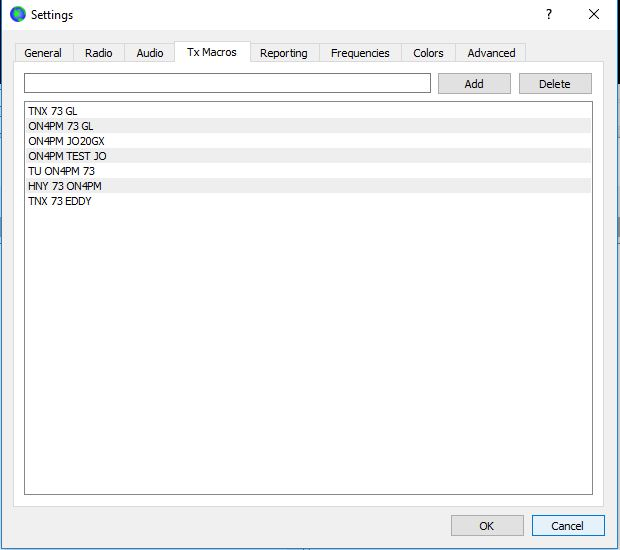 Settings
?
General Radio Audio Tx Macros Reporting Frequencies Colors Advanced
Add Delete
TNX 73 GL
ON4PM 73 GL
ON4PM JO20GX
ON4PM TEST JO
TU ON4PM 73
HNY 73 ON4PM
TNX 73 EDDY
OK Cancel